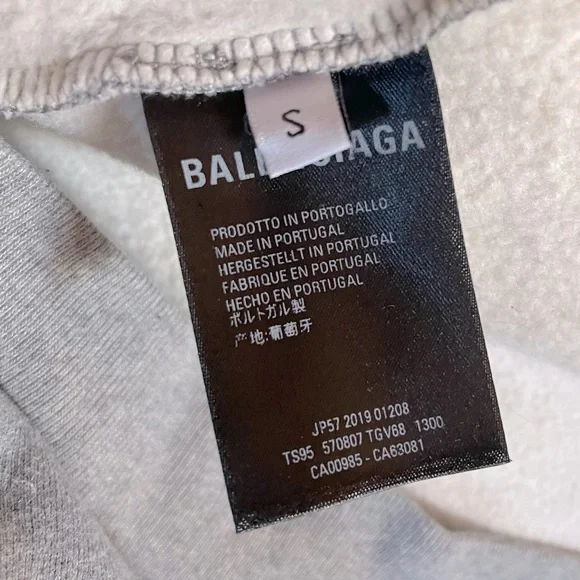 S
BALENCIAGA
PRODOTTO IN PORTOGALLO
MADE IN PORTUGAL
HERGESTELLT IN PORTUGAL
FABRIQUE EN PORTUGAL
HECHO EN PORTUGAL
ポルトガル製
产地:葡萄牙
JP57 2019 01208
TS95 570807 TGV68 1300
CA00985 - CA63081